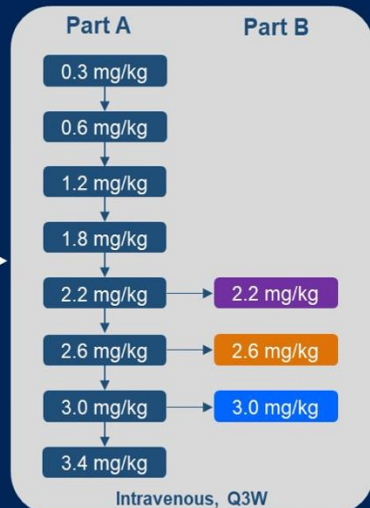 Part A Part B
0.3 mg/kg
0.6 mg/kg
1.2 mg/kg
1.8 mg/kg
2.2 mg/kg 2.2 mg/kg
2.6 mg/kg 2.6 mg/kg
3.0 mg/kg 3.0 mg/kg
3.4 mg/kg
Intravenous, Q3W